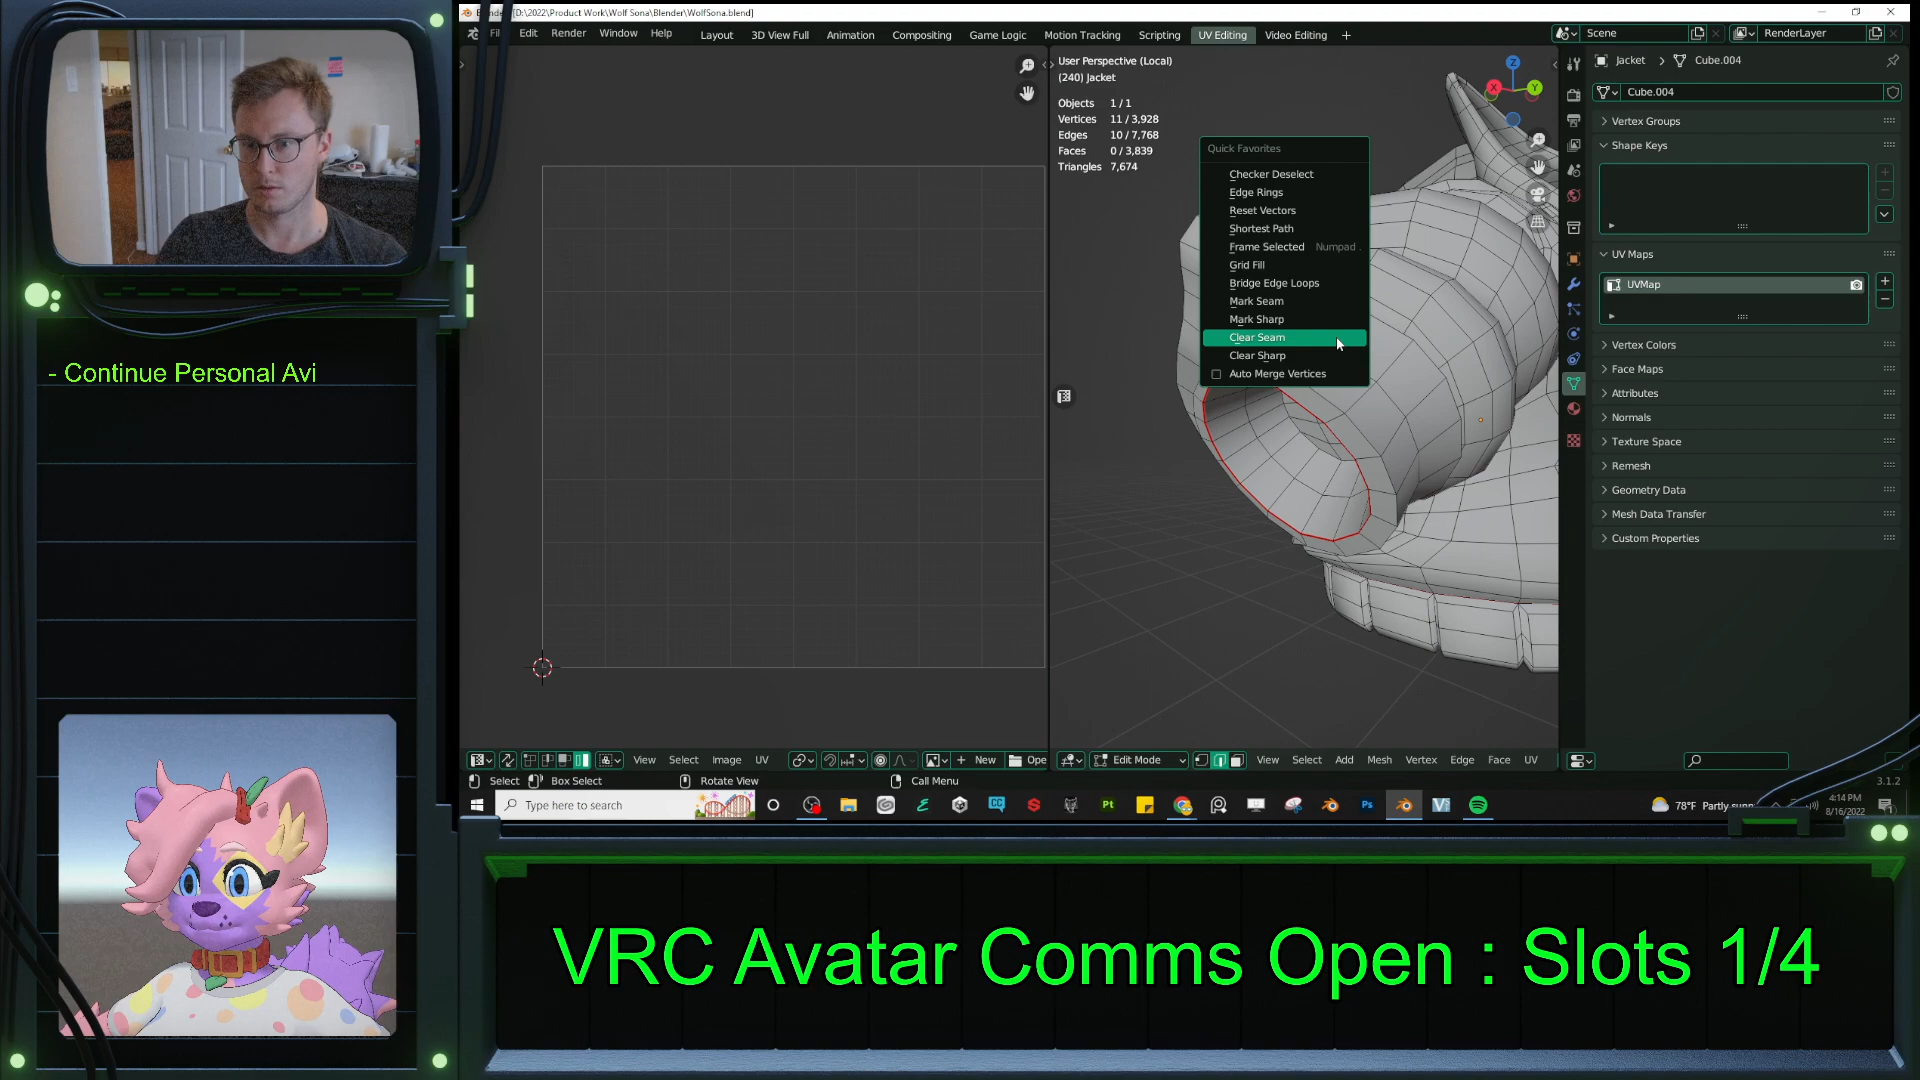 Blender [D:\2022\Product Work\Wolf Sona\Blender\WolfSona.blend]
Edit
Render
Window
Help
Layout
3D View Full
Animation
Compositing
Game Logic
Motion Tracking
Scripting
UV Editing
Video Editing
Scene
RenderLayer
User Perspective (Local)
(240) Jacket
Objects 1 / 1
Vertices 11 / 3,928
Edges 10 / 7,768
Faces 0 / 3,839
Triangles 7,674
Quick Favorites
Checker Deselect
Edge Rings
Reset Vectors
Shortest Path
Frame Selected Numpad .
Grid Fill
Bridge Edge Loops
Mark Seam
Mark Sharp
Clear Seam
Clear Sharp
Auto Merge Vertices
X
Y
Z
Jacket > Cube.004
Cube.004
Vertex Groups
Shape Keys
UV Maps
UVMap
Vertex Colors
Face Maps
Attributes
Normals
Texture Space
Remesh
Geometry Data
Mesh Data Transfer
Custom Properties
- Continue Personal Avi
View
Select
Image
UV
New
Ope
Edit Mode
View
Select
Add
Mesh
Vertex
Edge
Face
UV
Select
Box Select
Rotate View
Call Menu
3.1.2
Type here to search
78°F Partly sunny
4:14 PM
8/16/2022
VRC Avatar Comms Open : Slots 1/4